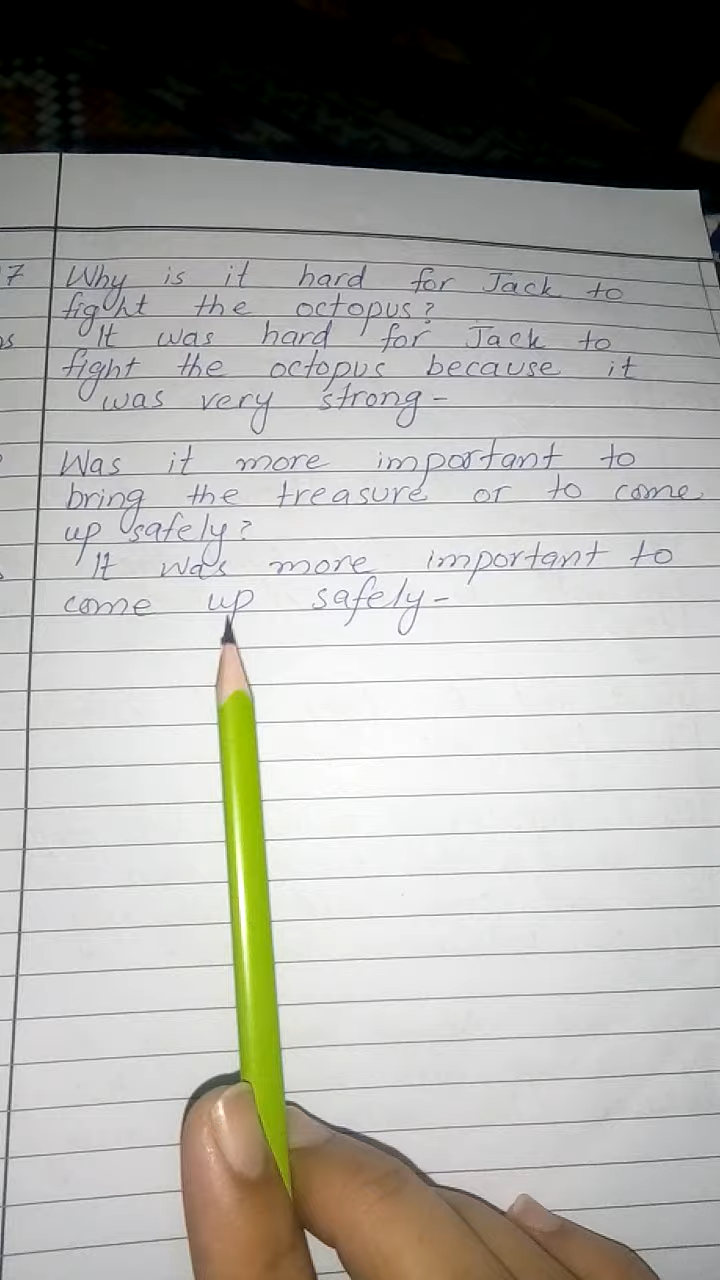 7 Why is it hard for Jack to
fight the octopus?
It was hard for Jack to
fight the octopus because it
was very strong-
Was it more important to
bring the treasure or to come
up safely?
It was more important to
come up safely-